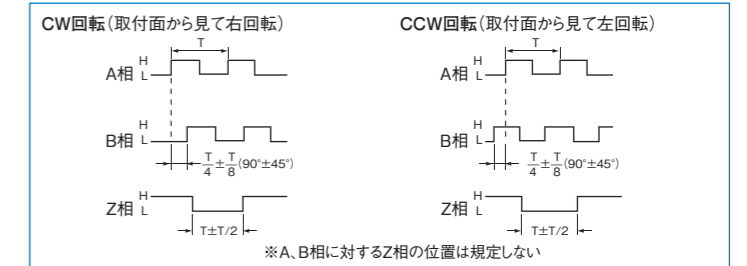 CW回転(取付面から見て右回転)
T
A相 H L
B相 H L
T/4±T/8(90°±45°)
Z相 H L
T±T/2
CCW回転(取付面から見て左回転)
T
A相 H L
B相 H L
T/4±T/8(90°±45°)
Z相 H L
T±T/2
※A、B相に対するZ相の位置は規定しない